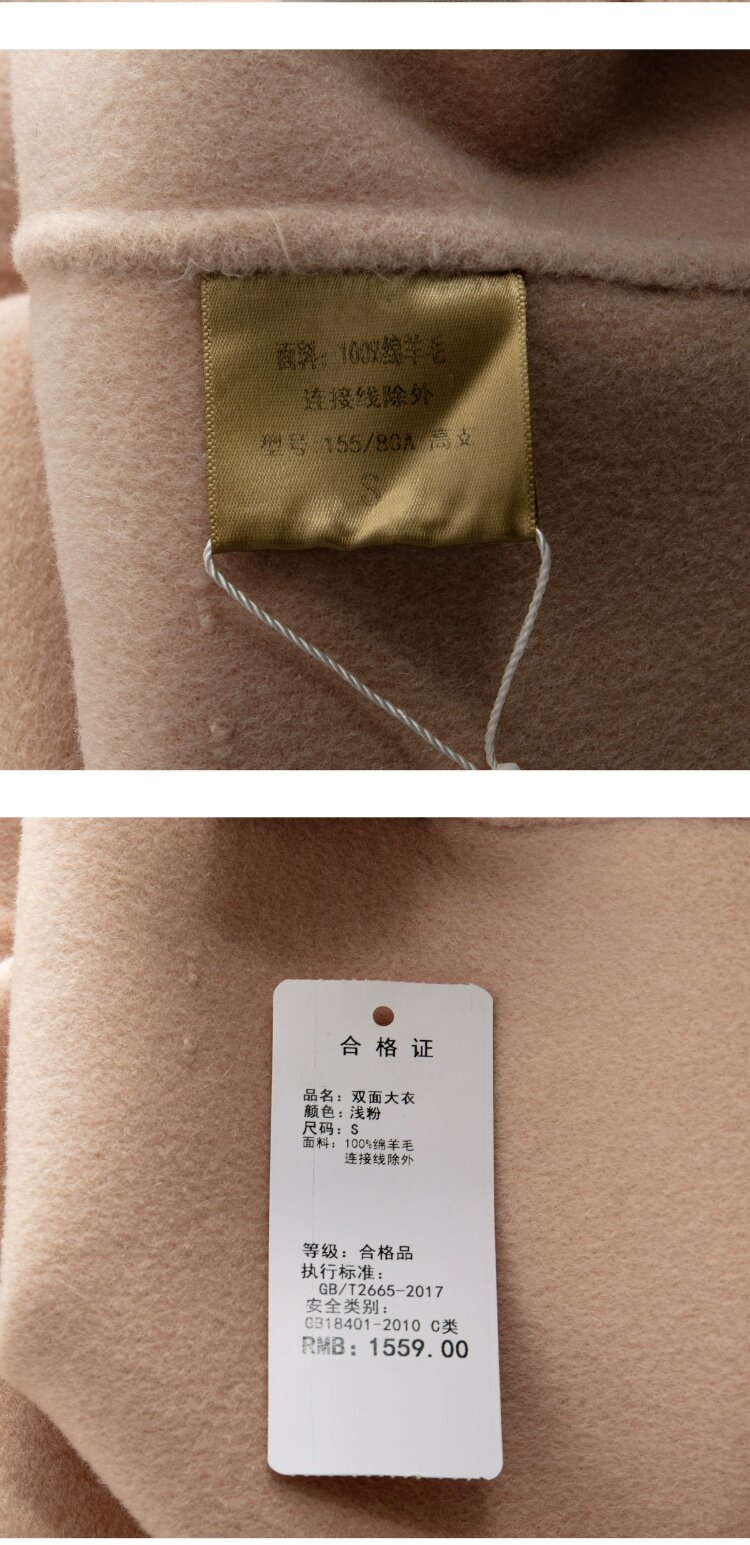 面料: 100%绵羊毛
连接线除外
型号:155/80A 高支
S
合格证
品名: 双面大衣
颜色: 浅粉
尺码: S
面料: 100%绵羊毛
连接线除外
等级: 合格品
执行标准:
GB/T2665-2017
安全类别:
GB18401-2010 C类
RMB: 1559.00